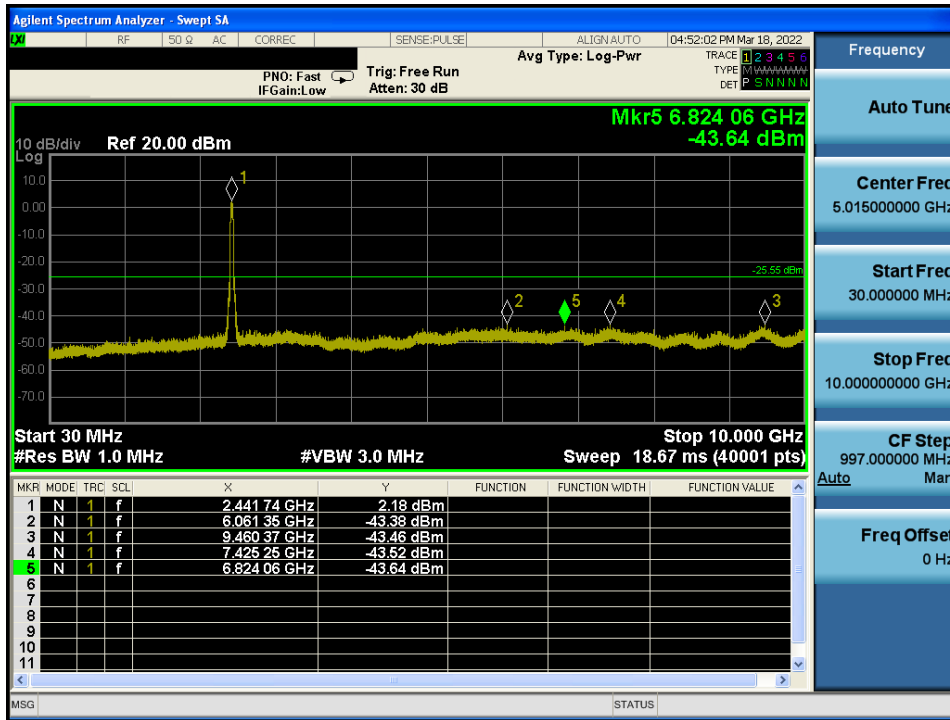 Agilent Spectrum Analyzer - Swept SA
LXI RF 50 Ω AC CORREC SENSE:PULSE ALIGN AUTO 04:52:02 PM Mar 18, 2022
Avg Type: Log-Pwr TRACE 1 2 3 4 5 6
PNO: Fast Trig: Free Run TYPE M W W W W W
IFGain:Low Atten: 30 dB DET P S N N N N
Mkr5 6.824 06 GHz
-43.64 dBm
10 dB/div Ref 20.00 dBm
Log
10.0
0.00
-10.0
-20.0
-30.0
-40.0
-50.0
-60.0
-70.0
1
-25.55 dBm
2 5 4 3
Start 30 MHz Stop 10.000 GHz
#Res BW 1.0 MHz #VBW 3.0 MHz Sweep 18.67 ms (40001 pts)
MKR MODE TRC SCL X Y FUNCTION FUNCTION WIDTH FUNCTION VALUE
1 N 1 f 2.441 74 GHz 2.18 dBm
2 N 1 f 6.061 35 GHz -43.38 dBm
3 N 1 f 9.460 37 GHz -43.46 dBm
4 N 1 f 7.425 25 GHz -43.52 dBm
5 N 1 f 6.824 06 GHz -43.64 dBm
6
7
8
9
10
11
MSG STATUS
Frequency
Auto Tune
Center Freq
5.015000000 GHz
Start Freq
30.000000 MHz
Stop Freq
10.000000000 GHz
CF Step
997.000000 MHz
Auto Man
Freq Offset
0 Hz